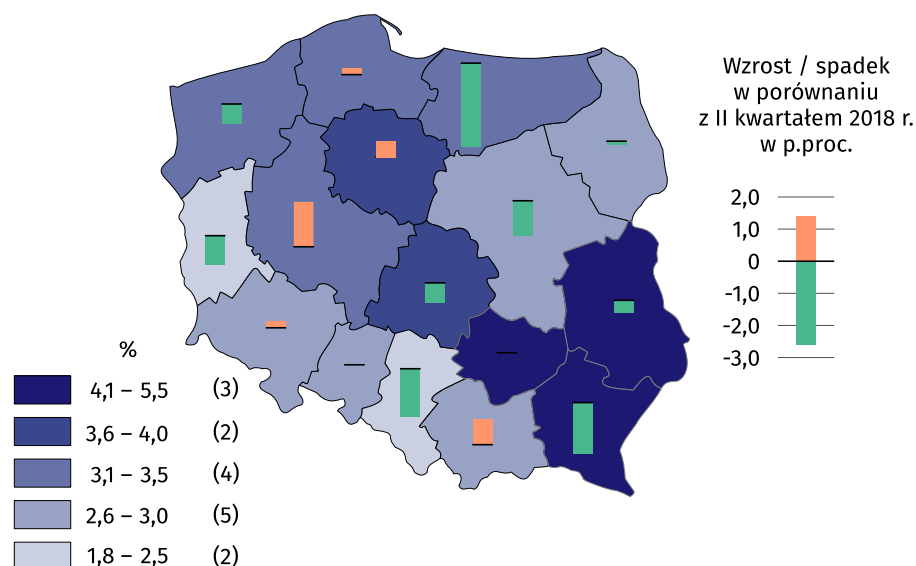 Wzrost / spadek
w porównaniu
z II kwartałem 2018 r.
w p.proc.
2,0
1,0
0
-1,0
-2,0
-3,0
%
4,1 – 5,5 (3)
3,6 – 4,0 (2)
3,1 – 3,5 (4)
2,6 – 3,0 (5)
1,8 – 2,5 (2)